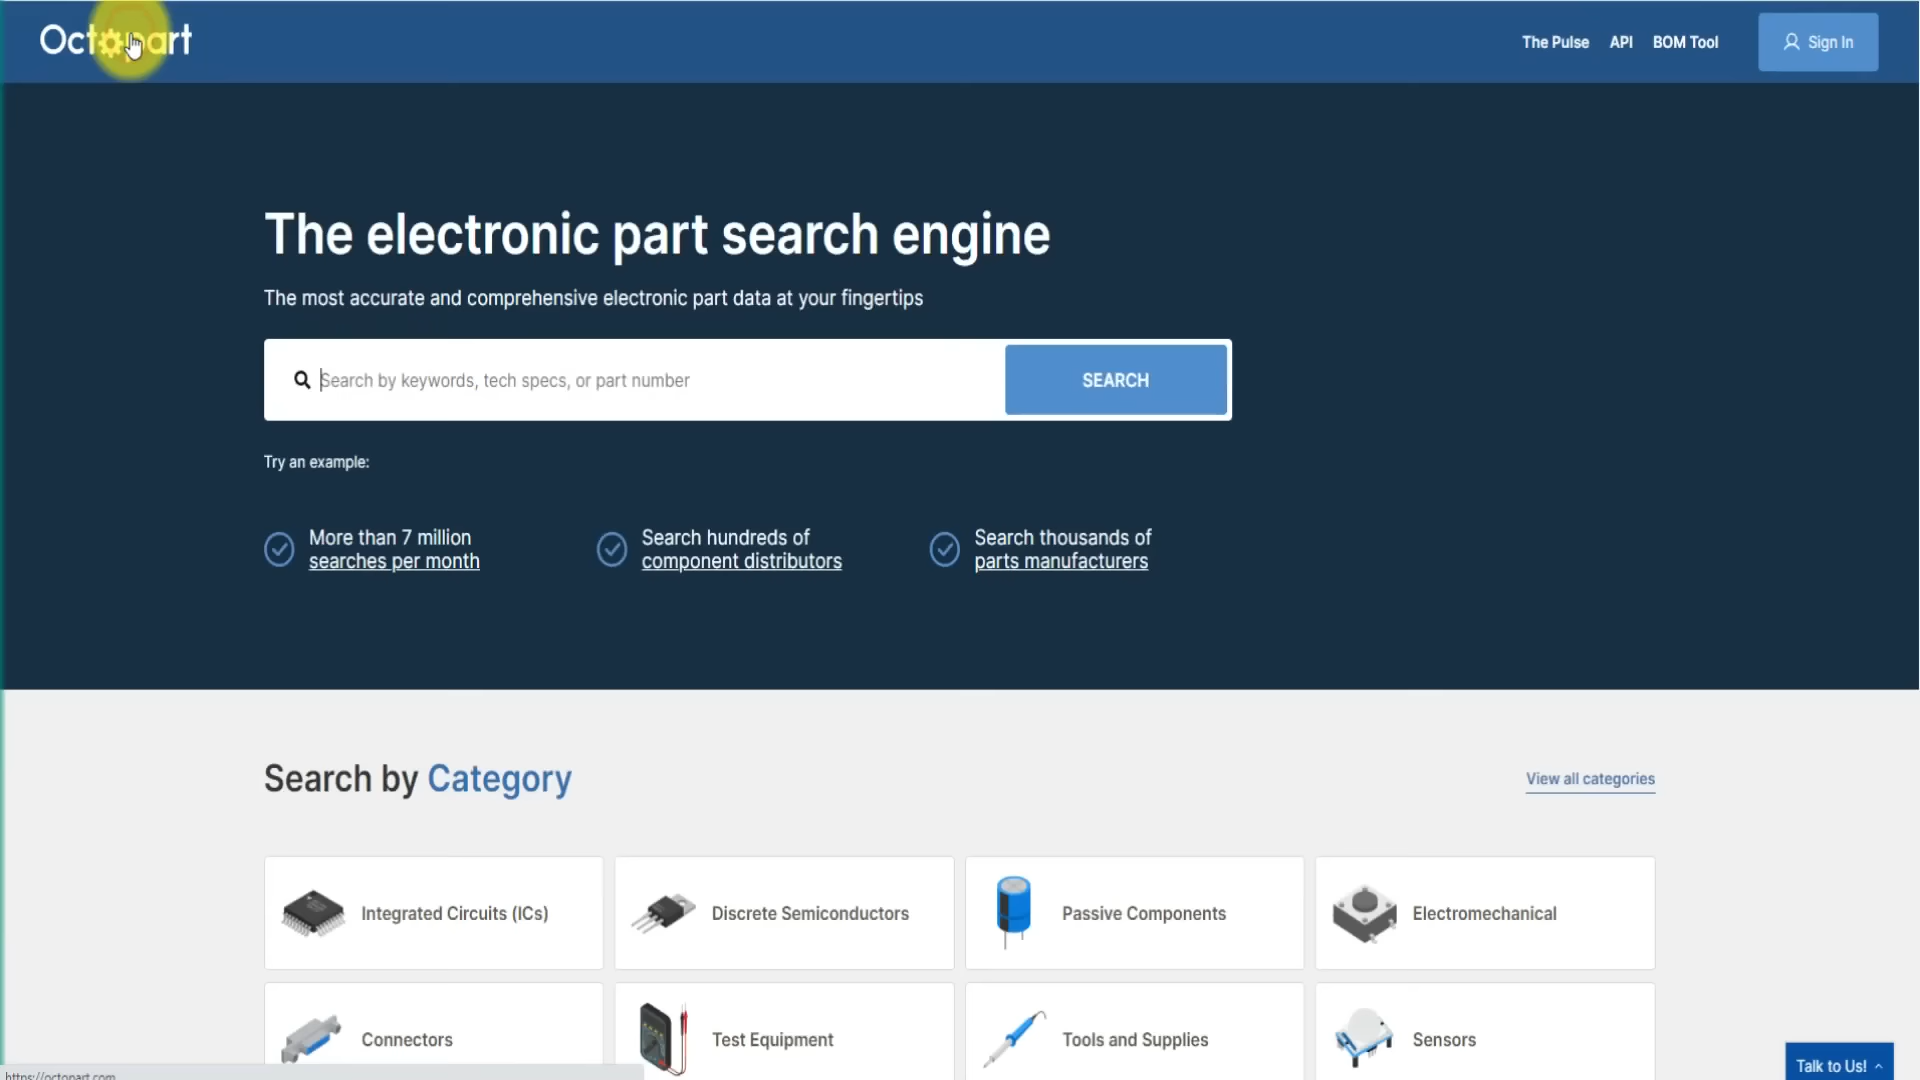 Octopart
The Pulse API BOM Tool Sign In
The electronic part search engine
The most accurate and comprehensive electronic part data at your fingertips
Search by keywords, tech specs, or part number SEARCH
Try an example:
More than 7 million
searches per month
Search hundreds of
component distributors
Search thousands of
parts manufacturers
Search by Category
View all categories
Integrated Circuits (ICs)
Discrete Semiconductors
Passive Components
Electromechanical
Connectors
Test Equipment
Tools and Supplies
Sensors
Talk to Us!
https://octopart.com